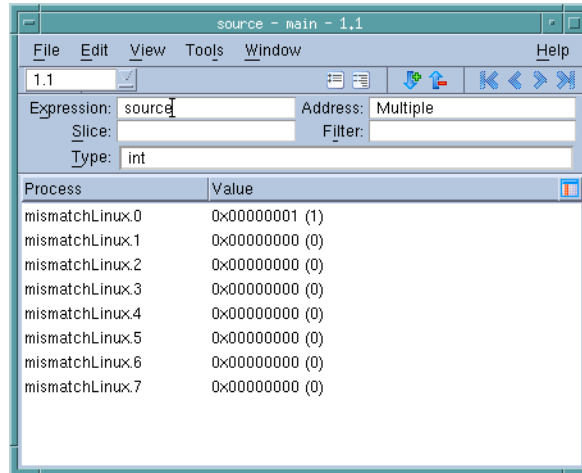 source - main - 1.1
File Edit View Tools Window Help
1.1
Expression: source Address: Multiple
Slice: Filter:
Type: int
Process Value
mismatchLinux.0 0x00000001 (1)
mismatchLinux.1 0x00000000 (0)
mismatchLinux.2 0x00000000 (0)
mismatchLinux.3 0x00000000 (0)
mismatchLinux.4 0x00000000 (0)
mismatchLinux.5 0x00000000 (0)
mismatchLinux.6 0x00000000 (0)
mismatchLinux.7 0x00000000 (0)